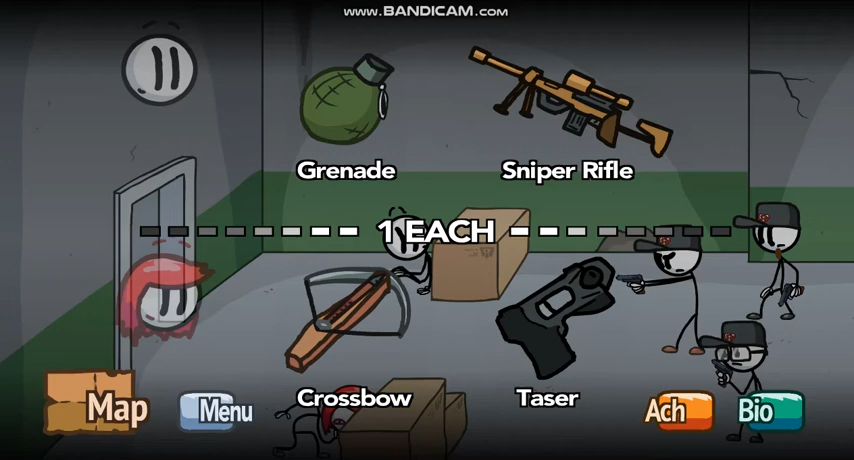 www.BANDICAM.com
Grenade
Sniper Rifle
1 EACH
Crossbow
Taser
Map
Menu
Ach
Bio